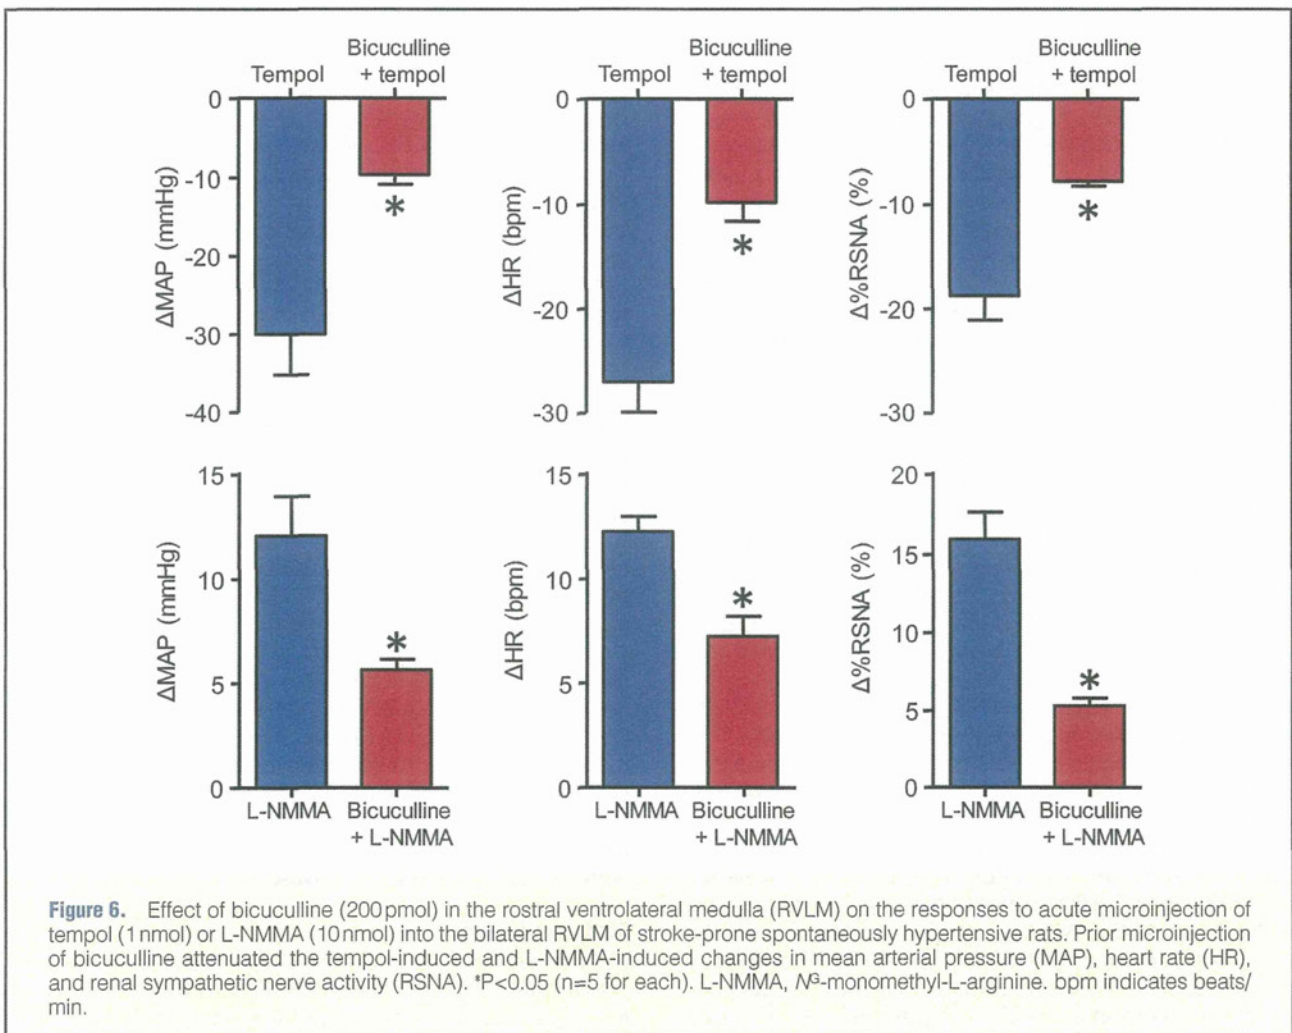 Tempol
Bicuculline
+ tempol
0
-10
-20
-30
-40
ΔMAP (mmHg)
Tempol
Bicuculline
+ tempol
0
-10
-20
-30
ΔHR (bpm)
Tempol
Bicuculline
+ tempol
0
-10
-20
-30
Δ%RSNA (%)
*
*
*
15
10
5
0
ΔMAP (mmHg)
*
L-NMMA
Bicuculline
+ L-NMMA
15
10
5
0
ΔHR (bpm)
*
L-NMMA
Bicuculline
+ L-NMMA
20
15
10
5
0
Δ%RSNA (%)
*
L-NMMA
Bicuculline
+ L-NMMA
Figure 6. Effect of bicuculline (200 pmol) in the rostral ventrolateral medulla (RVLM) on the responses to acute microinjection of
tempol (1 nmol) or L-NMMA (10 nmol) into the bilateral RVLM of stroke-prone spontaneously hypertensive rats. Prior microinjection
of bicuculline attenuated the tempol-induced and L-NMMA-induced changes in mean arterial pressure (MAP), heart rate (HR),
and renal sympathetic nerve activity (RSNA). *P<0.05 (n=5 for each). L-NMMA, Nᴳ-monomethyl-L-arginine. bpm indicates beats/
min.